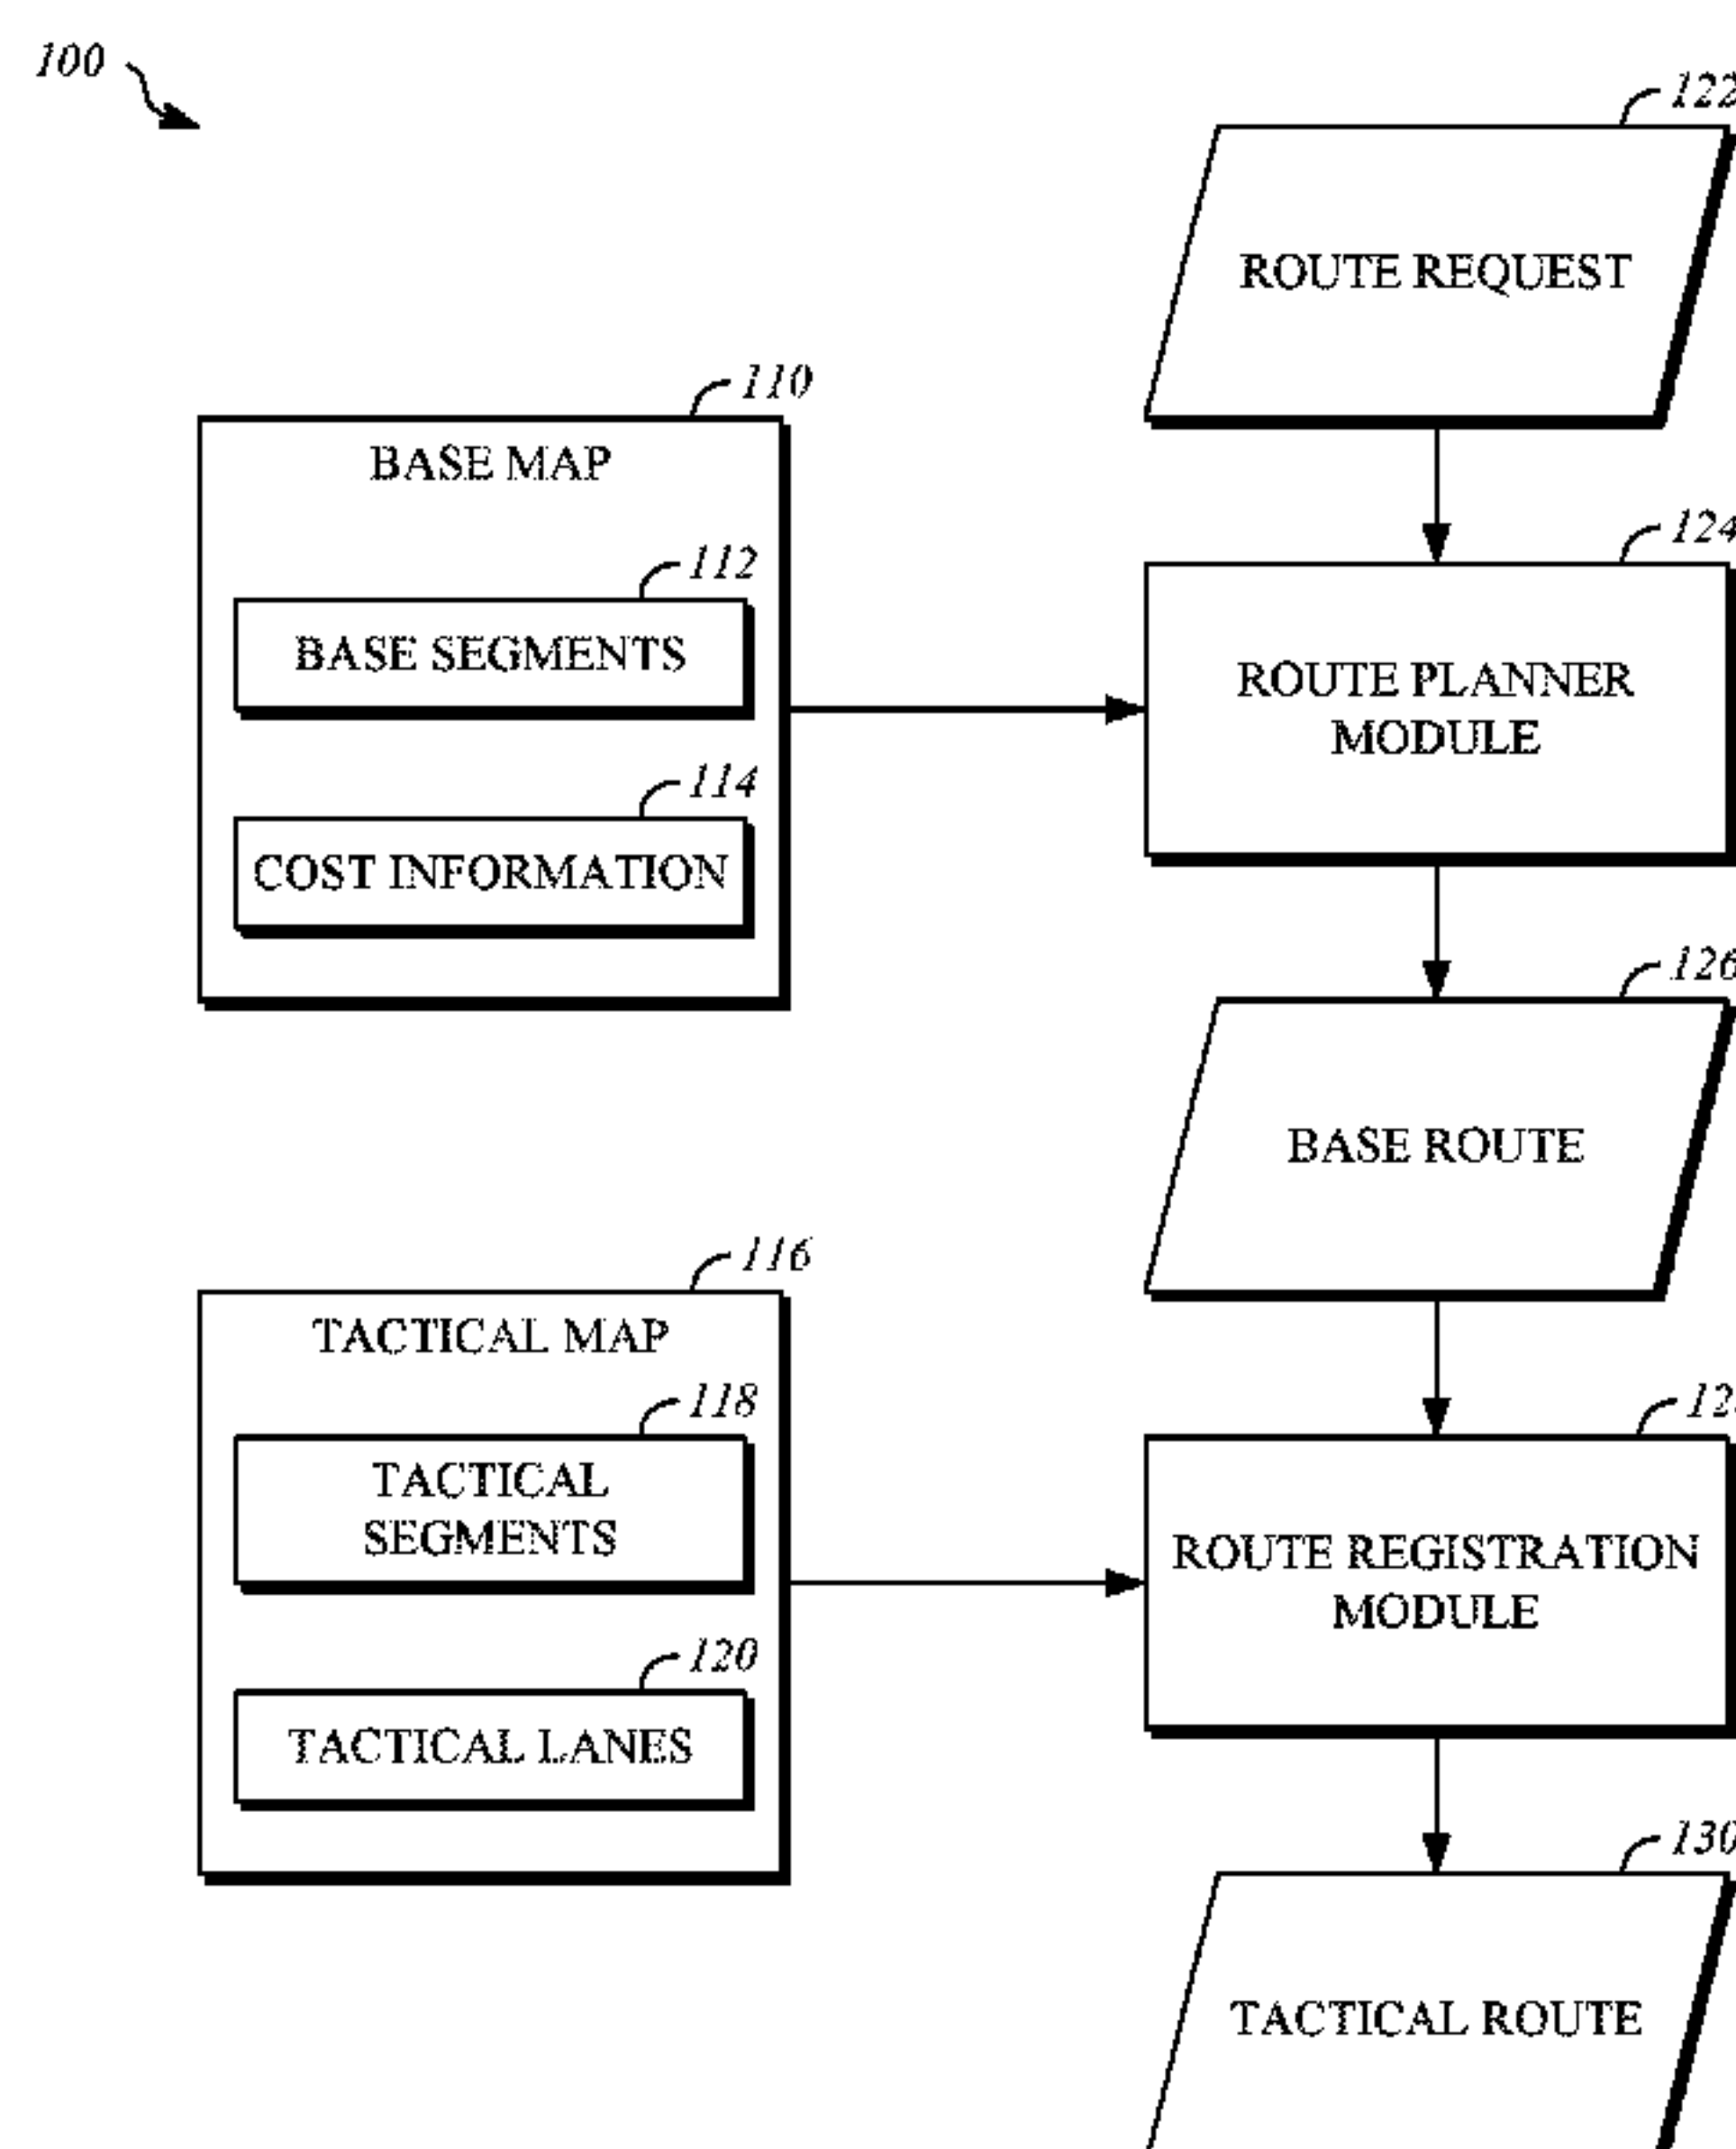 100
122
ROUTE REQUEST
110
BASE MAP
112
BASE SEGMENTS
114
COST INFORMATION
124
ROUTE PLANNER
MODULE
126
BASE ROUTE
116
TACTICAL MAP
118
TACTICAL
SEGMENTS
120
TACTICAL LANES
ROUTE REGISTRATION
MODULE
130
TACTICAL ROUTE